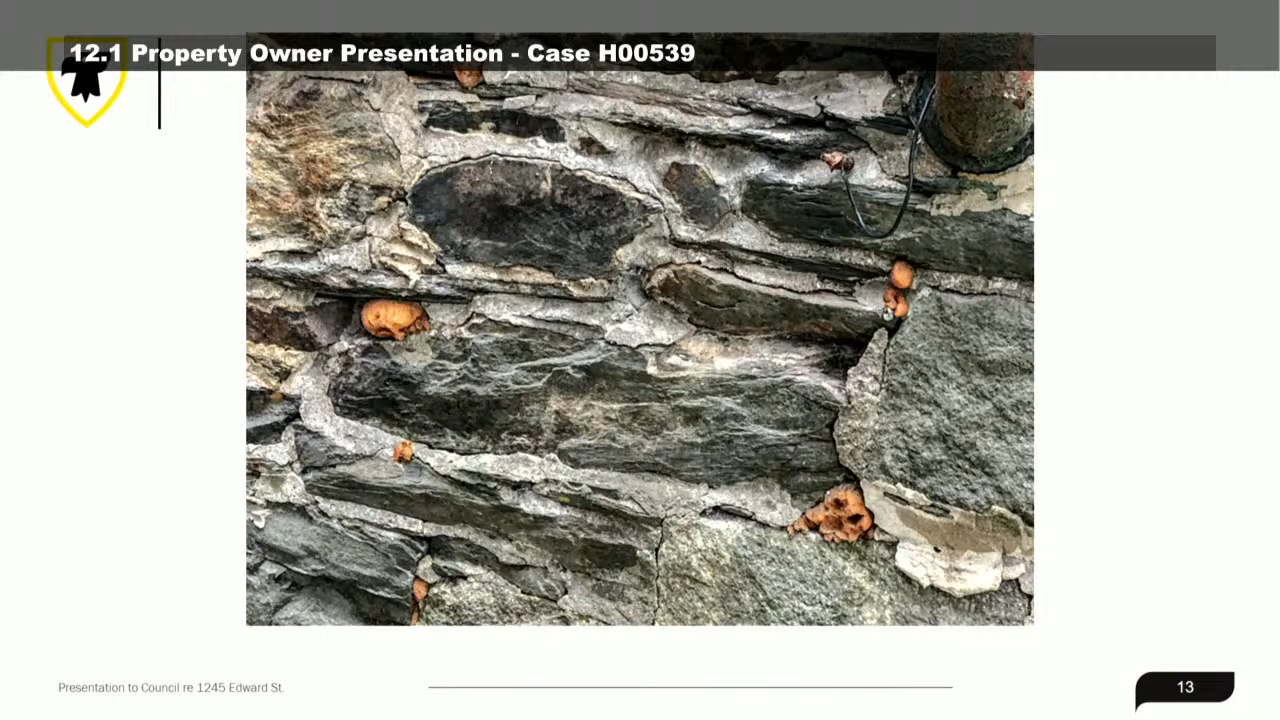 12.1 Property Owner Presentation - Case H00539
Presentation to Council re 1245 Edward St.
13